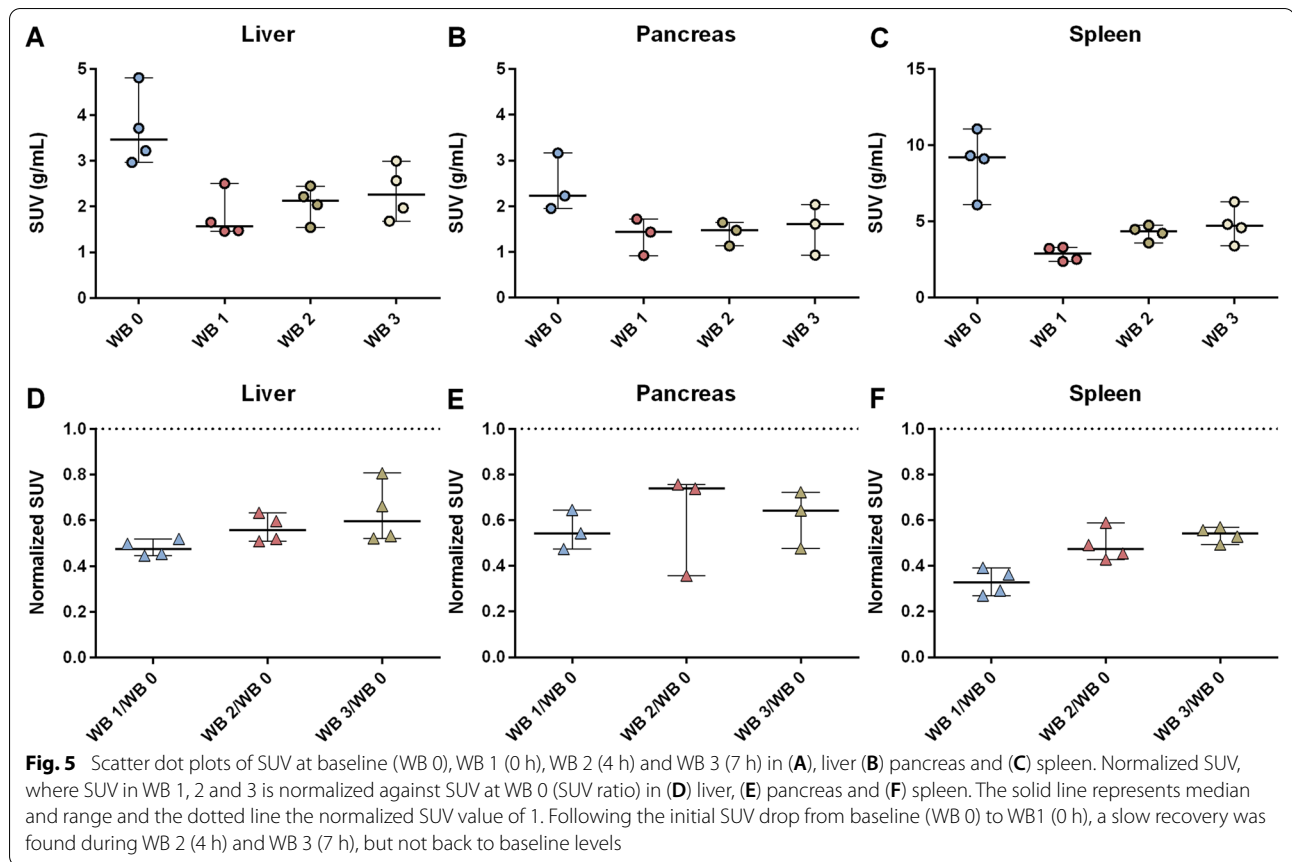 A Liver
SUV (g/mL)
5
4
3
2
1
0
WB 0 WB 1 WB 2 WB 3
B Pancreas
SUV (g/mL)
5
4
3
2
1
0
WB 0 WB 1 WB 2 WB 3
C Spleen
SUV (g/mL)
15
10
5
0
WB 0 WB 1 WB 2 WB 3
D Liver
Normalized SUV
1.0
0.8
0.6
0.4
0.2
0.0
WB 1/WB 0 WB 2/WB 0 WB 3/WB 0
E Pancreas
Normalized SUV
1.0
0.8
0.6
0.4
0.2
0.0
WB 1/WB 0 WB 2/WB 0 WB 3/WB 0
F Spleen
Normalized SUV
1.0
0.8
0.6
0.4
0.2
0.0
WB 1/WB 0 WB 2/WB 0 WB 3/WB 0
Fig. 5 Scatter dot plots of SUV at baseline (WB 0), WB 1 (0 h), WB 2 (4 h) and WB 3 (7 h) in (A), liver (B) pancreas and (C) spleen. Normalized SUV,
where SUV in WB 1, 2 and 3 is normalized against SUV at WB 0 (SUV ratio) in (D) liver, (E) pancreas and (F) spleen. The solid line represents median
and range and the dotted line the normalized SUV value of 1. Following the initial SUV drop from baseline (WB 0) to WB1 (0 h), a slow recovery was
found during WB 2 (4 h) and WB 3 (7 h), but not back to baseline levels